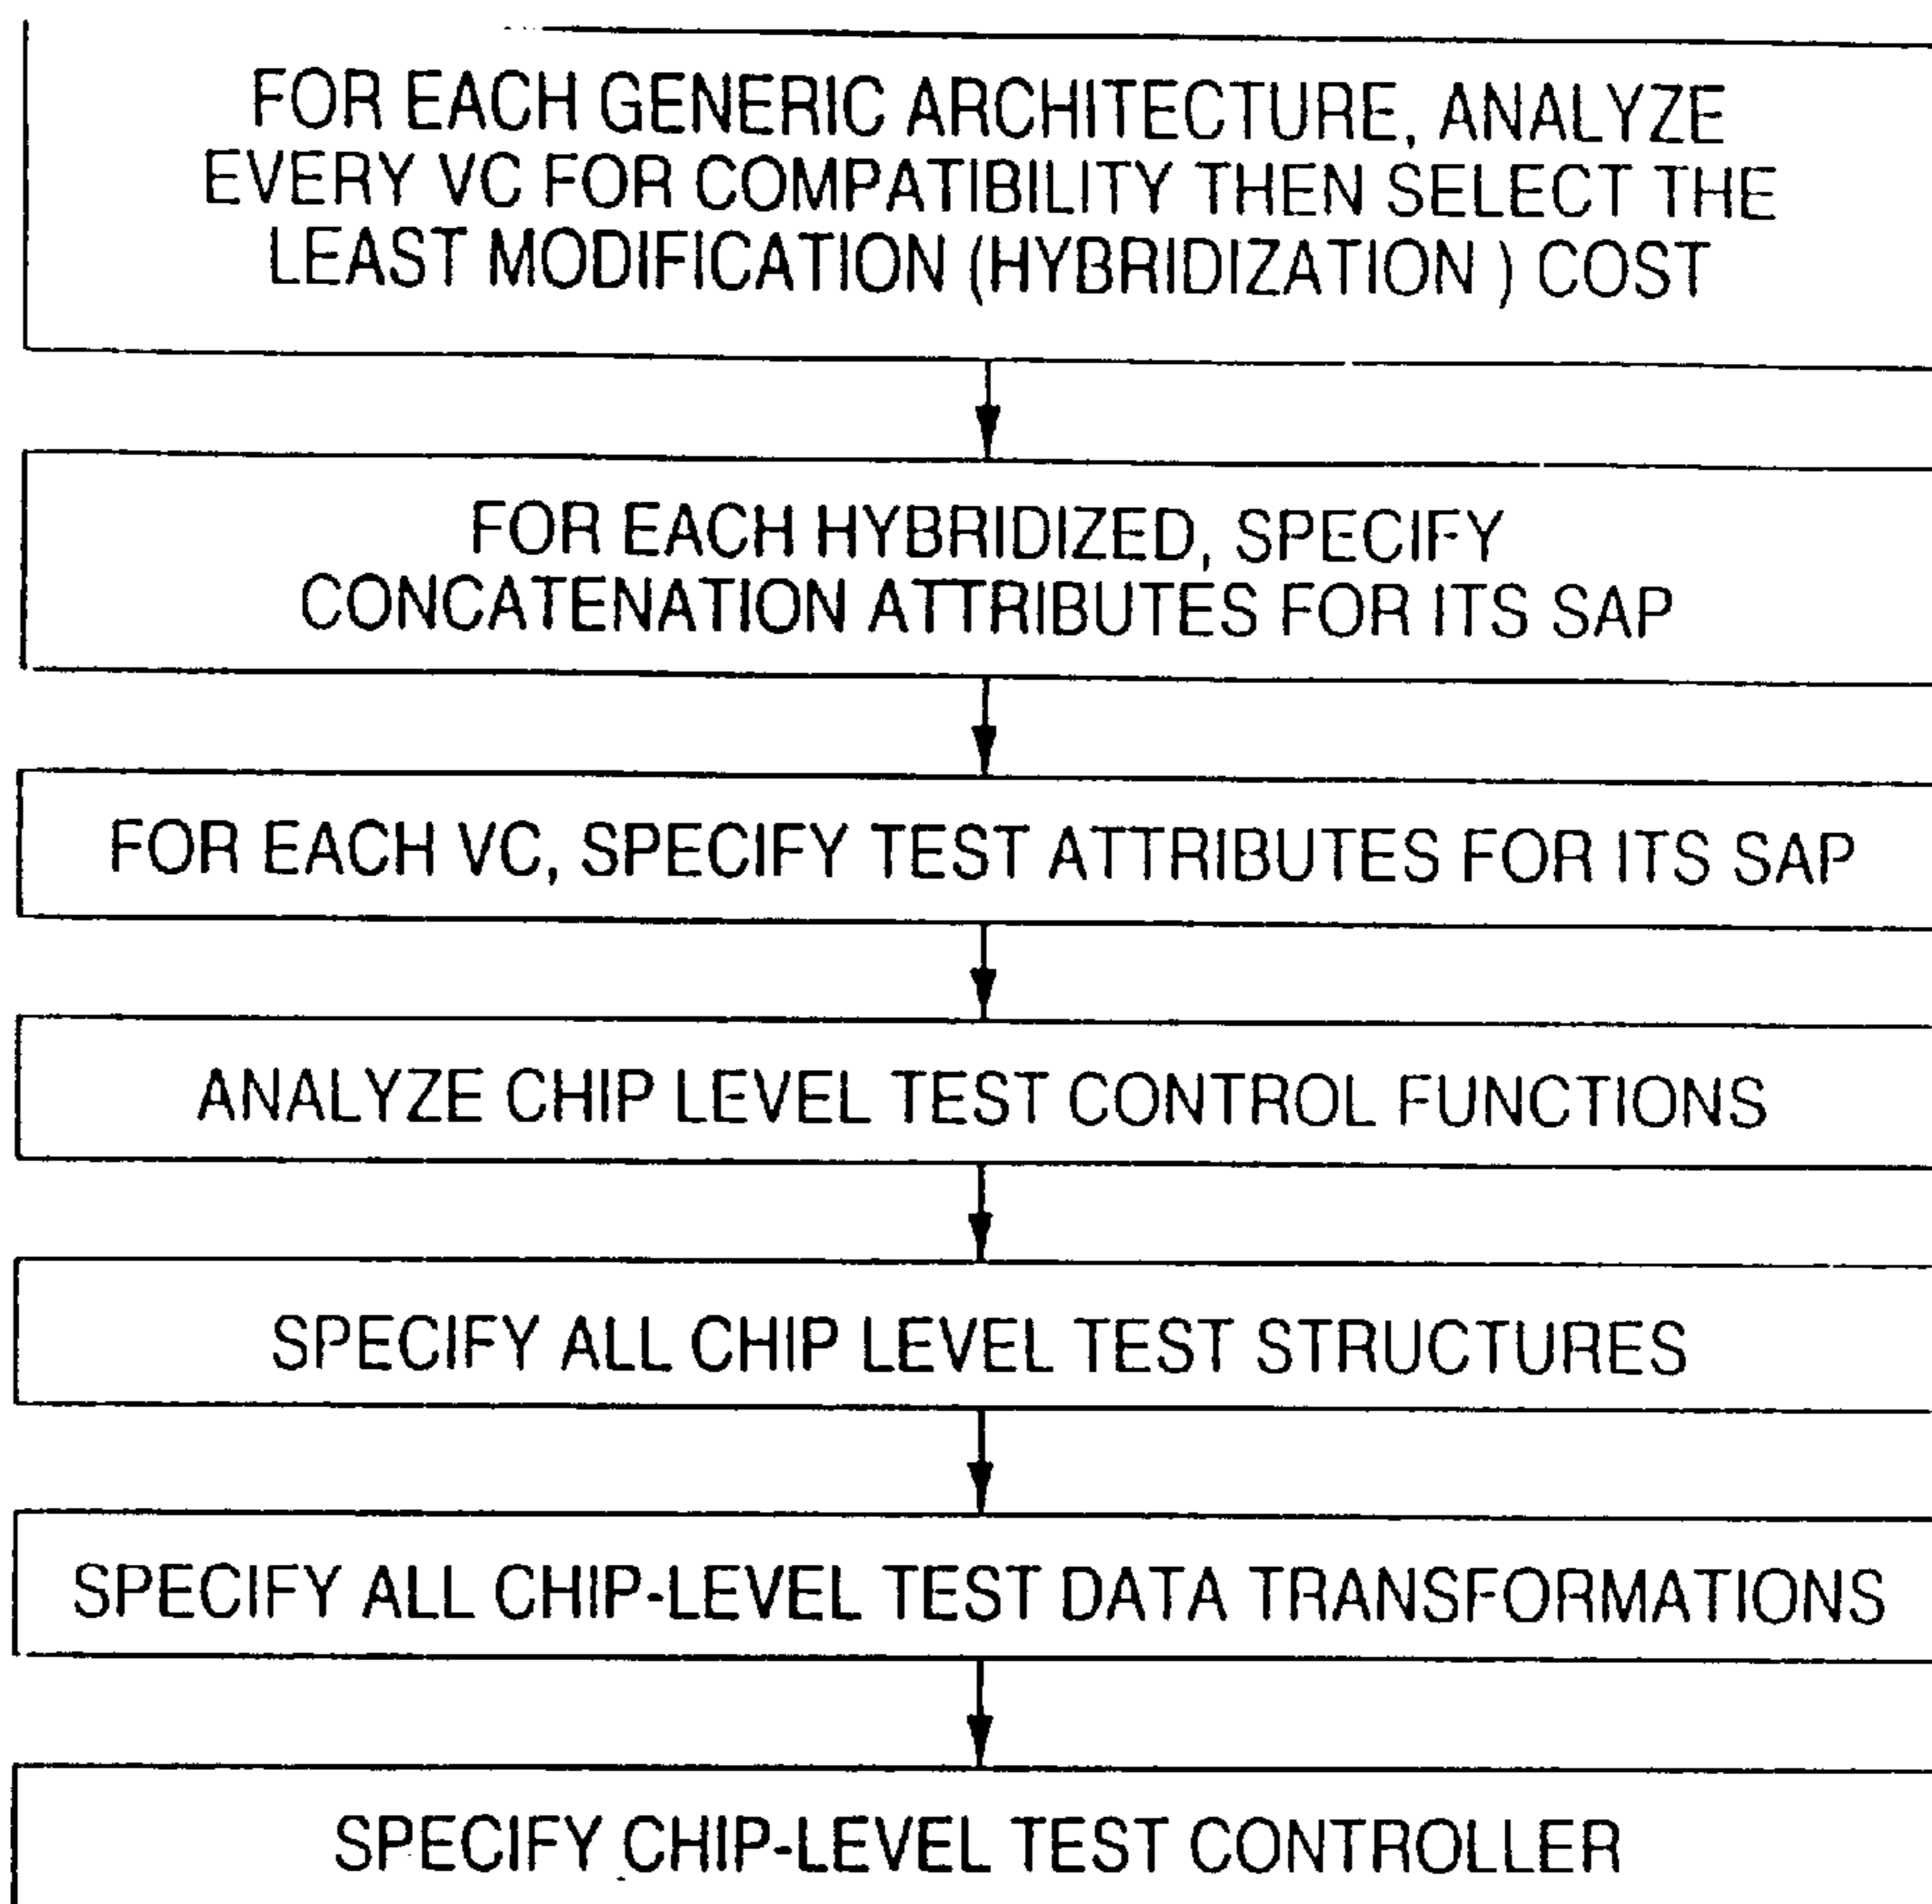 FOR EACH GENERIC ARCHITECTURE, ANALYZE
EVERY VC FOR COMPATIBILITY THEN SELECT THE
LEAST MODIFICATION (HYBRIDIZATION ) COST
FOR EACH HYBRIDIZED, SPECIFY
CONCATENATION ATTRIBUTES FOR ITS SAP
FOR EACH VC, SPECIFY TEST ATTRIBUTES FOR ITS SAP
ANALYZE CHIP LEVEL TEST CONTROL FUNCTIONS
SPECIFY ALL CHIP LEVEL TEST STRUCTURES
SPECIFY ALL CHIP-LEVEL TEST DATA TRANSFORMATIONS
SPECIFY CHIP-LEVEL TEST CONTROLLER